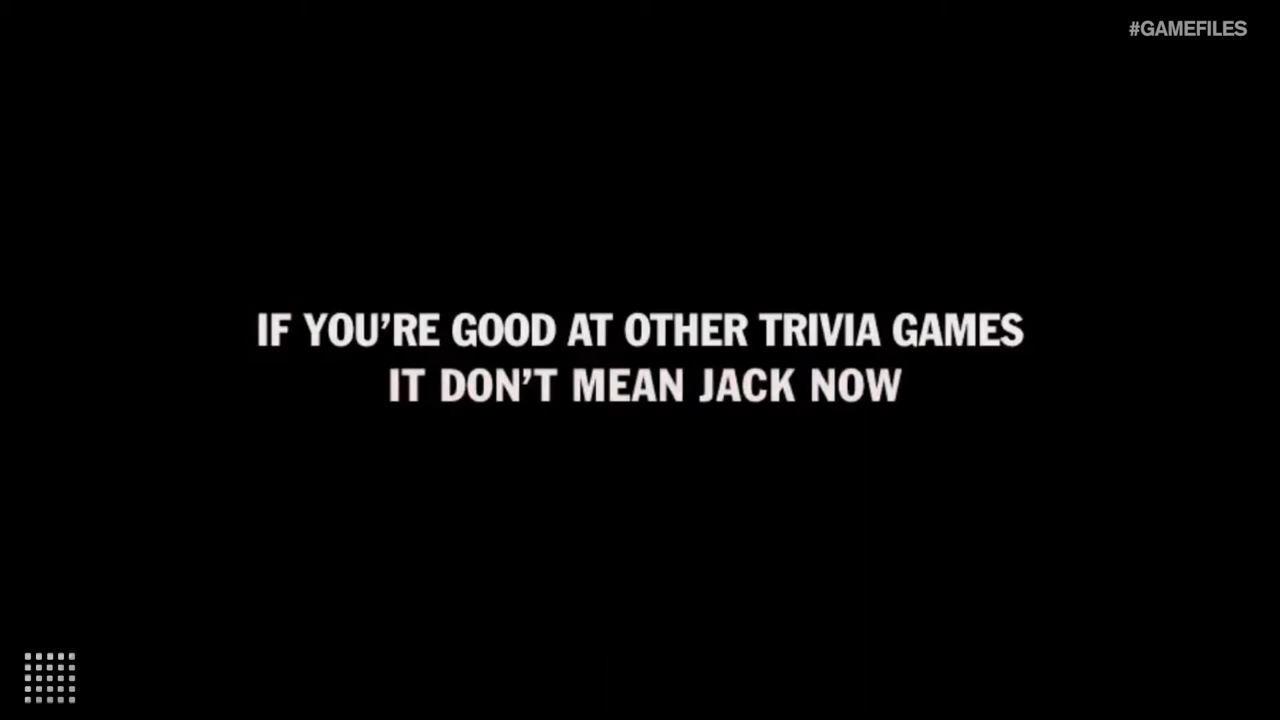 #GAMEFILES
IF YOU'RE GOOD AT OTHER TRIVIA GAMES
IT DON'T MEAN JACK NOW